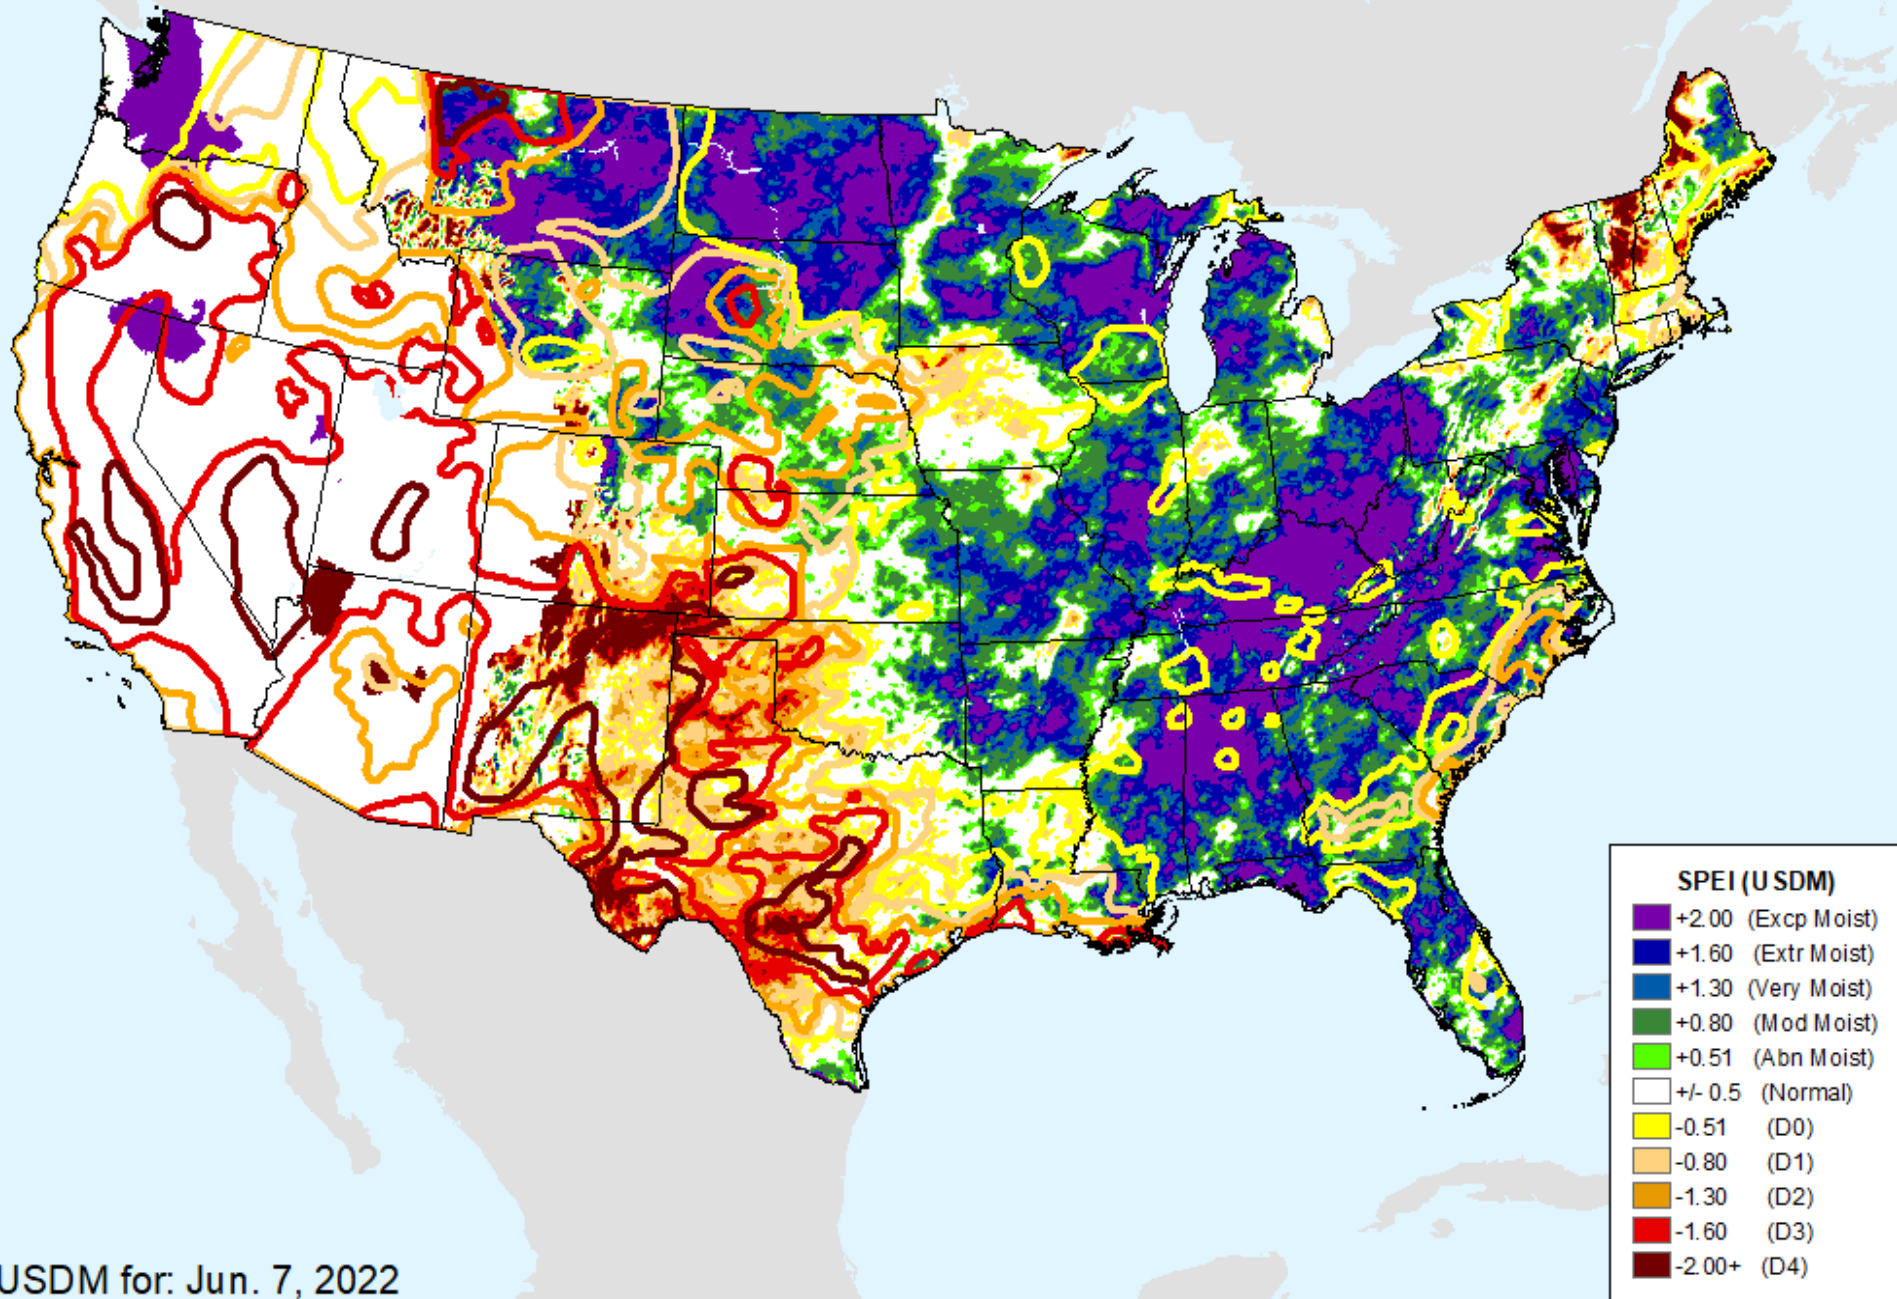 SPEI (USDM)
+2.00 (Excp Moist)
+1.60 (Extr Moist)
+1.30 (Very Moist)
+0.80 (Mod Moist)
+0.51 (Abn Moist)
+/- 0.5 (Normal)
-0.51 (D0)
-0.80 (D1)
-1.30 (D2)
-1.60 (D3)
-2.00+ (D4)
USDM for: Jun. 7, 2022